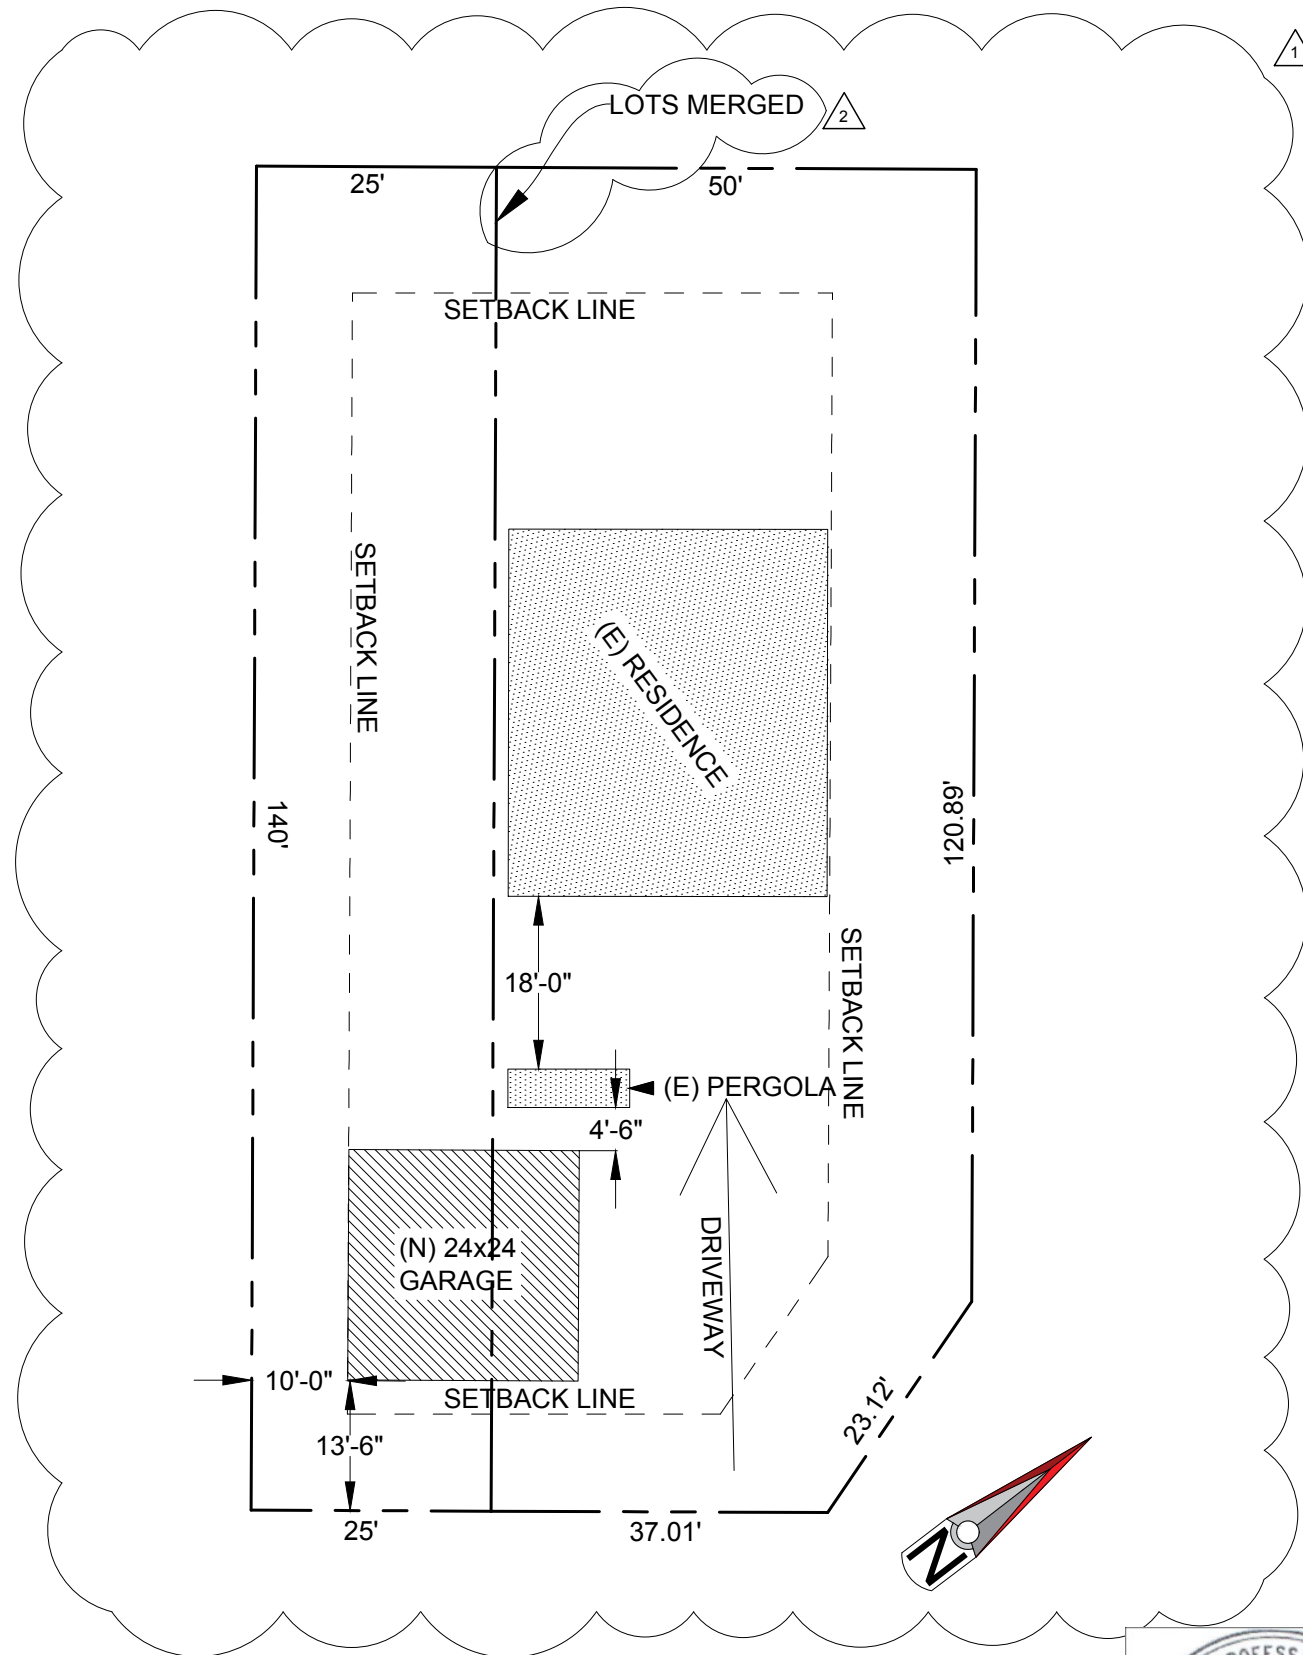 1
LOTS MERGED
2
25'
50'
SETBACK LINE
SETBACK LINE
(E) RESIDENCE
140'
120.89'
18'-0"
SETBACK LINE
(E) PERGOLA
4'-6"
(N) 24x24
GARAGE
DRIVEWAY
10'-0"
SETBACK LINE
13'-6"
23.12'
25'
37.01'
N